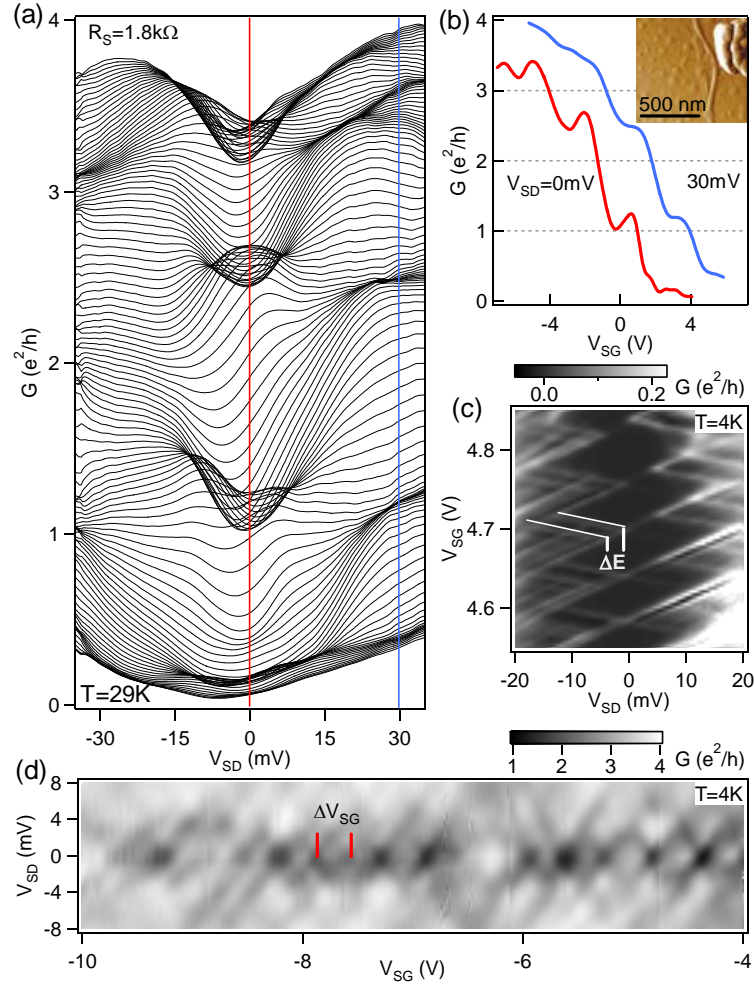 (a)
R_S=1.8kΩ
4
3
2
1
0
G (e²/h)
T=29K
-30 -15 0 15 30
V_SD (mV)
(b)
4
3
2
1
0
G (e²/h)
500 nm
V_SD=0mV
30mV
-4 0 4
V_SG (V)
0.0 0.2
G (e²/h)
(c)
T=4K
4.8
4.7
4.6
V_SG (V)
ΔE
-20 -10 0 10 20
V_SD (mV)
1 2 3 4
G (e²/h)
(d)
T=4K
8
4
0
-4
-8
V_SD (mV)
ΔV_SG
-10 -8 -6 -4
V_SG (V)